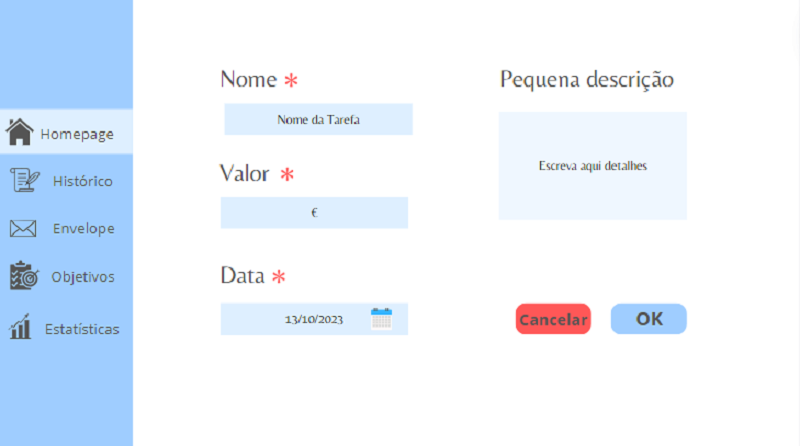 Homepage
Histórico
Envelope
Objetivos
Estatísticas
Nome *
Nome da Tarefa
Valor *
€
Data *
13/10/2023
Pequena descrição
Escreva aqui detalhes
Cancelar
OK